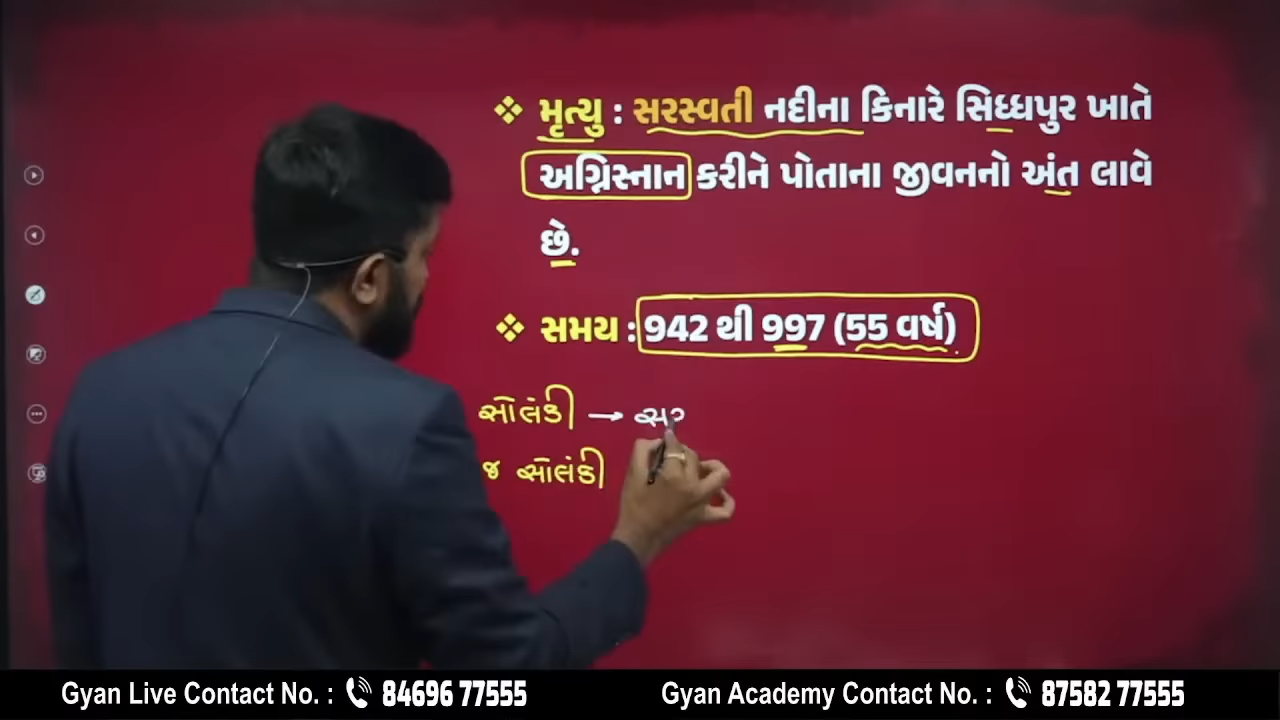 ❖ મૃત્યુ : સરસ્વતી નદીના કિનારે સિધ્ધપુર ખાતે
અગ્નિસ્નાન કરીને પોતાના જીવનનો અંત લાવે
છે.
❖ સમય : 942 થી 997 (55 વર્ષ)
સોલંકી → સર
જ સોલંકી
Gyan Live Contact No. : 84696 77555
Gyan Academy Contact No. : 87582 77555